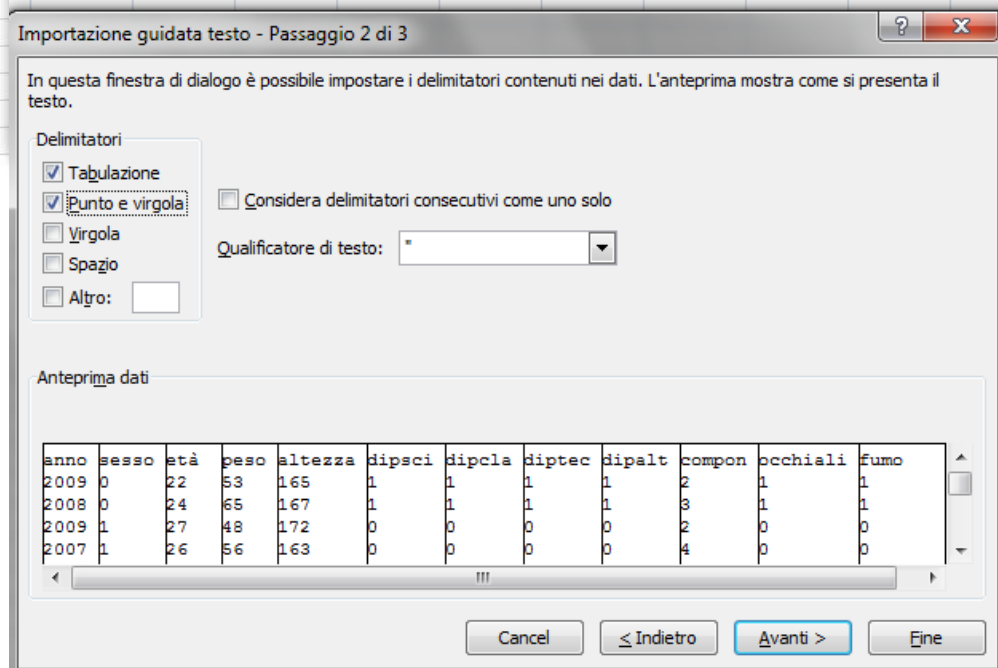 Importazione guidata testo - Passaggio 2 di 3
In questa finestra di dialogo è possibile impostare i delimitatori contenuti nei dati. L'anteprima mostra come si presenta il
testo.
Delimitatori
Tabulazione
Punto e virgola
Virgola
Spazio
Altro:
Considera delimitatori consecutivi come uno solo
Qualificatore di testo: "
Anteprima dati
anno sesso età peso altezza dipsci dipcla diptec dipalt compon occhiali fumo
2009 0 22 53 165 1 1 1 1 2 1 1
2008 0 24 65 167 1 1 1 1 3 1 1
2009 1 27 48 172 0 0 0 0 2 0 0
2007 1 26 56 163 0 0 0 0 4 0 0
Cancel < Indietro Avanti > Fine